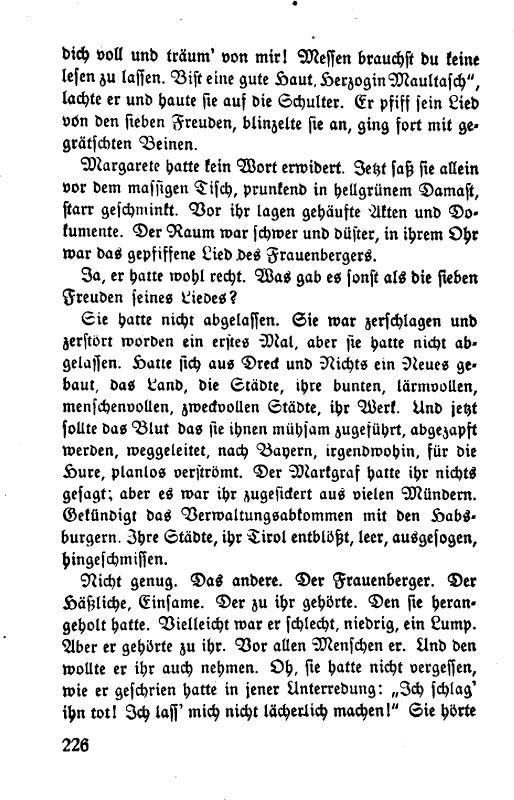 dich voll und träum' von mir! Messen brauchst du keine
lesen zu lassen. Bist eine gute Haut, Herzogin Maultasch“,
lachte er und haute sie auf die Schulter. Er pfiff sein Lied
von den sieben Freuden, blinzelte sie an, ging fort mit ge-
grätschten Beinen.
Margarete hatte kein Wort erwidert. Jetzt saß sie allein
vor dem massigen Tisch, prunkend in hellgrünem Damast,
starr geschminkt. Vor ihr lagen gehäufte Akten und Do-
kumente. Der Raum war schwer und düster, in ihrem Ohr
war das gepfiffene Lied des Frauenbergers.
Ja, er hatte wohl recht. Was gab es sonst als die sieben
Freuden seines Liedes?
Sie hatte nicht abgelassen. Sie war zerschlagen und
zerstört worden ein erstes Mal, aber sie hatte nicht ab-
gelassen. Hatte sich aus Dreck und Nichts ein Neues ge-
baut, das Land, die Städte, ihre bunten, lärmvollen,
menschenvollen, zweckvollen Städte, ihr Werk. Und jetzt
sollte das Blut das sie ihnen mühsam zugeführt, abgezapft
werden, weggeleitet, nach Bayern, irgendwohin, für die
Hure, planlos verströmt. Der Markgraf hatte ihr nichts
gesagt; aber es war ihr zugesickert aus vielen Mündern.
Gekündigt das Verwaltungsabkommen mit den Habs-
burgern. Ihre Städte, ihr Tirol entblößt, leer, ausgesogen,
hingeschmissen.
Nicht genug. Das andere. Der Frauenberger. Der
Häßliche, Einsame. Der zu ihr gehörte. Den sie heran-
geholt hatte. Vielleicht war er schlecht, niedrig, ein Lump.
Aber er gehörte zu ihr. Vor allen Menschen er. Und den
wollte er ihr auch nehmen. Oh, sie hatte nicht vergessen,
wie er geschrien hatte in jener Unterredung: „Ich schlag'
ihn tot! Ich lass' mich nicht lächerlich machen!“ Sie hörte
226